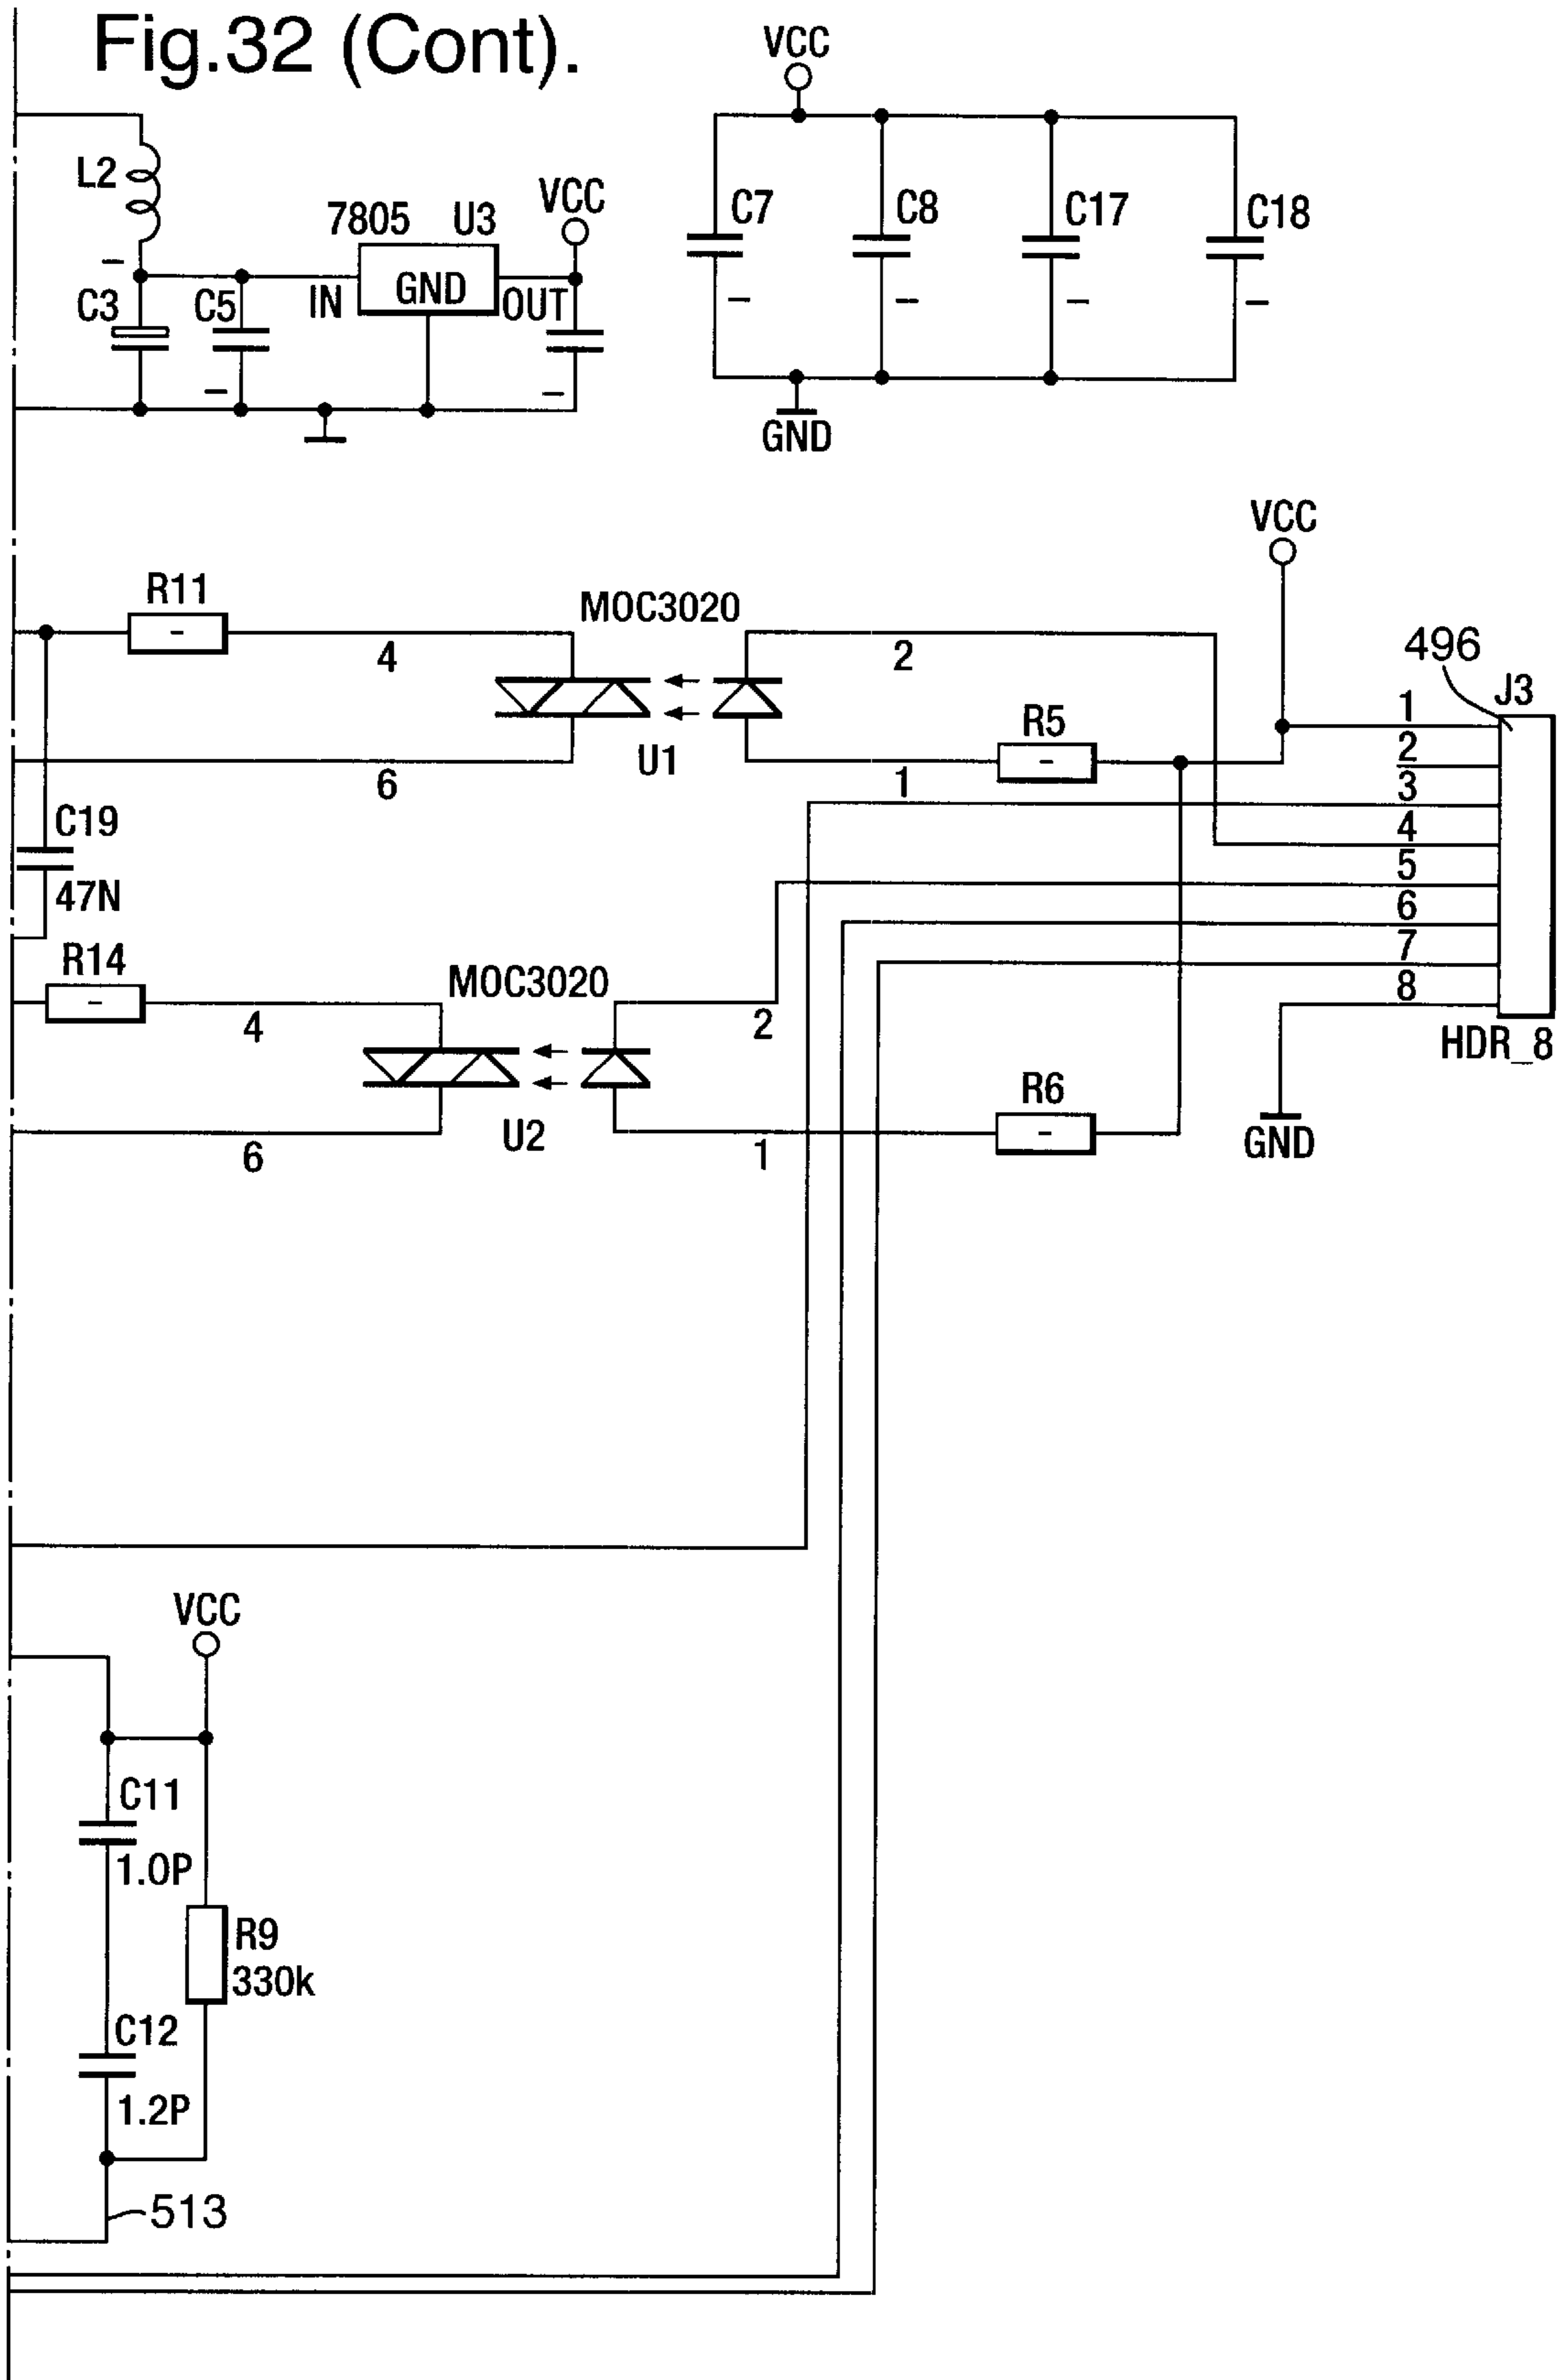 Fig.32 (Cont).
VCC
L2
7805 U3
VCC
C7
C8
C17
C18
–
C3
C5
IN
GND
OUT
–
–
–
–
–
–
GND
VCC
R11
-
4
MOC3020
2
496
J3
1
2
3
4
5
6
7
8
HDR_8
R5
-
U1
6
1
C19
47N
R14
-
4
MOC3020
2
R6
-
U2
6
1
GND
VCC
C11
1.0P
R9
330k
C12
1.2P
513